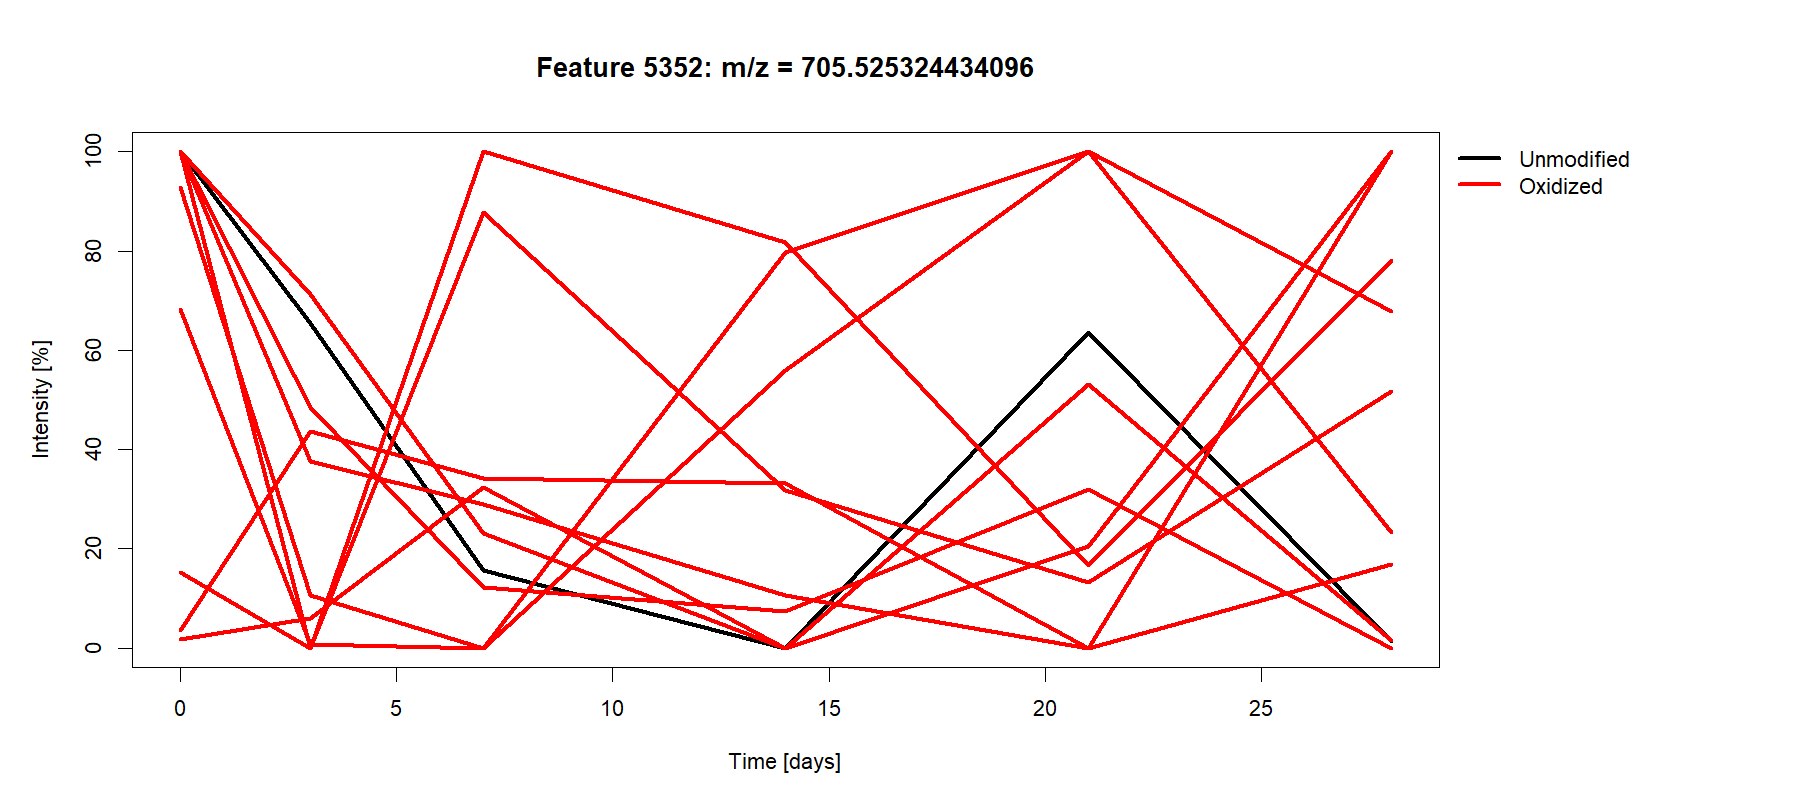 Feature 5352: m/z = 705.525324434096
Unmodified
Oxidized
Intensity [%]
100
80
60
40
20
0
0 5 10 15 20 25
Time [days]